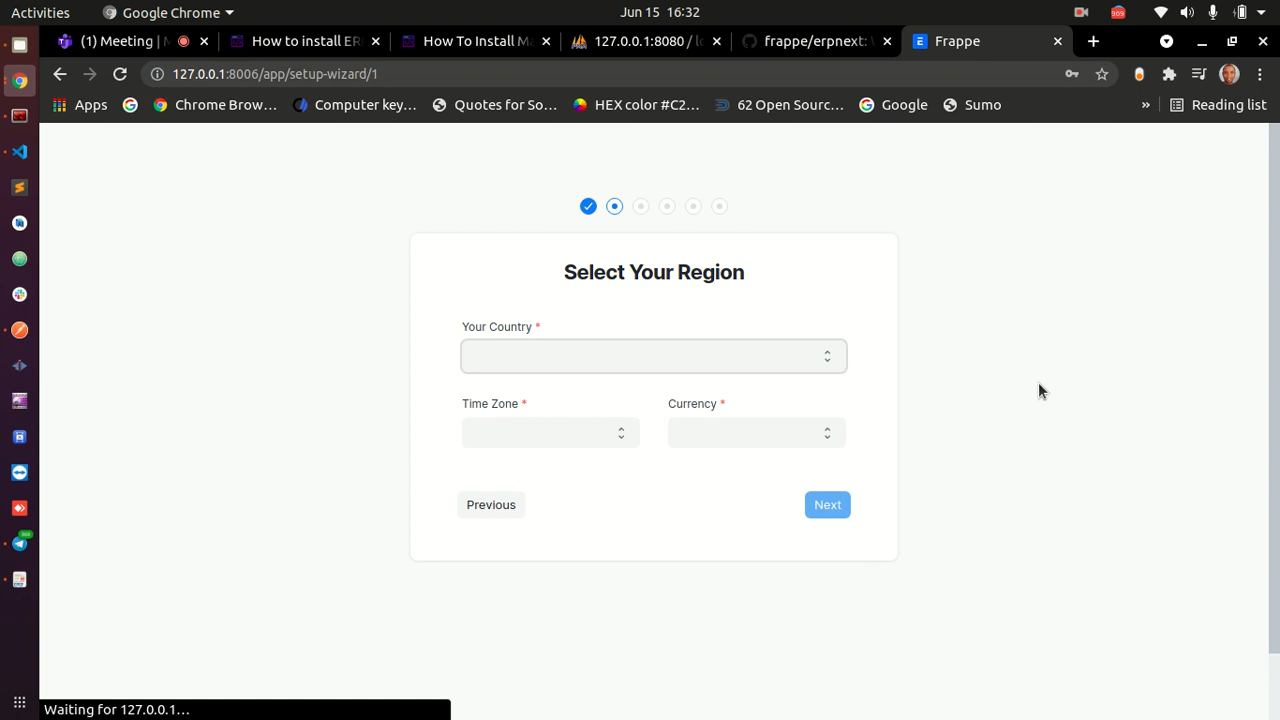 Activities
Google Chrome
Jun 15 16:32
(1) Meeting | M
How to install ER
How To Install Ma
127.0.0.1:8080 / lo
frappe/erpnext:
Frappe
127.0.0.1:8006/app/setup-wizard/1
Apps
Chrome Brow...
Computer key...
Quotes for So...
HEX color #C2...
62 Open Sourc...
Google
Sumo
»
Reading list
Select Your Region
Your Country *
Time Zone *
Currency *
Previous
Next
Waiting for 127.0.0.1...